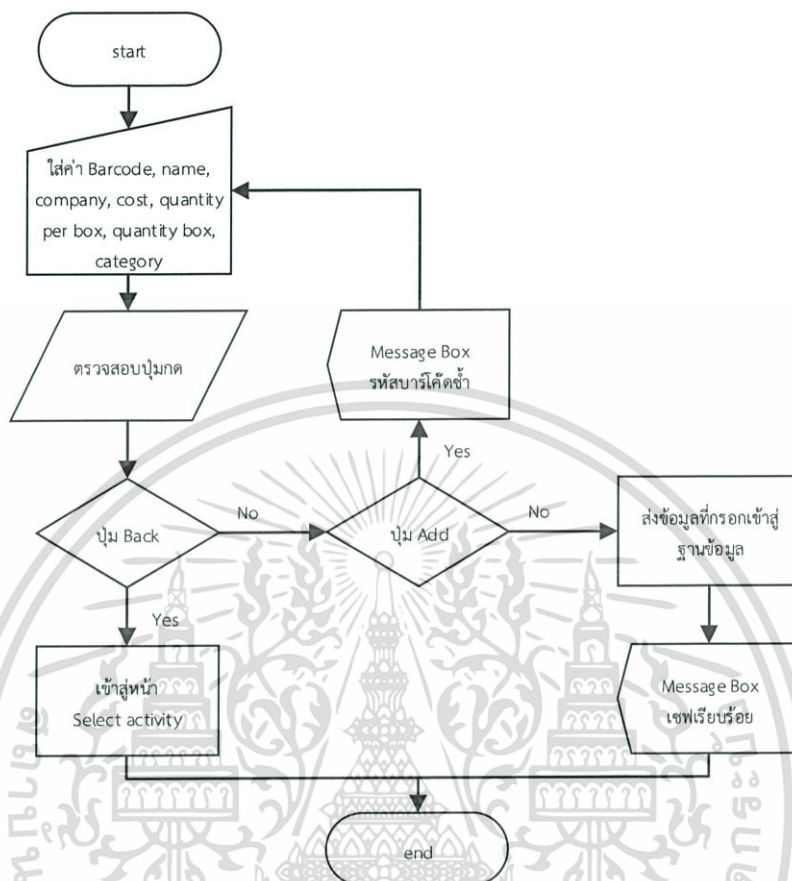 start
ใส่ค่า Barcode, name,
company, cost, quantity
per box, quantity box,
category
ตรวจสอบปุ่มกด
Message Box
รหัสบาร์โค๊ดซ้ำ
Yes
ปุ่ม Back
No
ปุ่ม Add
No
ส่งข้อมูลที่กรอกเข้าสู่
ฐานข้อมูล
Yes
เข้าสู่หน้า
Select activity
Message Box
เซฟเรียบร้อย
end